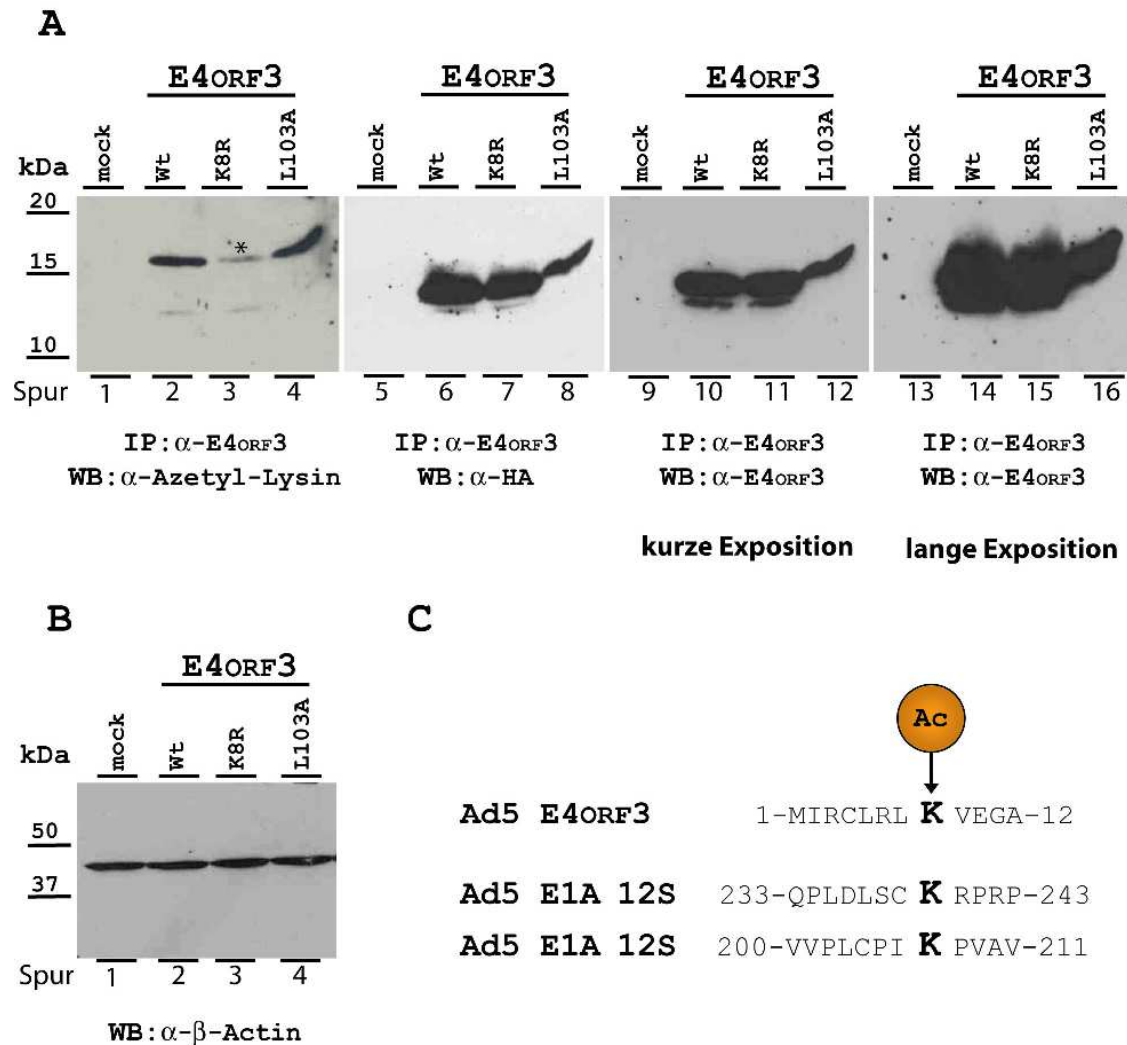 A
E4ORF3 E4ORF3 E4ORF3 E4ORF3
kDa mock Wt K8R L103A mock Wt K8R L103A mock Wt K8R L103A mock Wt K8R L103A
20
*
15
10
Spur 1 2 3 4 5 6 7 8 9 10 11 12 13 14 15 16
IP:α-E4ORF3 IP:α-E4ORF3 IP:α-E4ORF3 IP:α-E4ORF3
WB:α-Azetyl-Lysin WB:α-HA WB:α-E4ORF3 WB:α-E4ORF3
kurze Exposition lange Exposition
B
E4ORF3
kDa mock Wt K8R L103A
50
37
Spur 1 2 3 4
WB:α-β-Actin
C
Ac
Ad5 E4ORF3 1-MIRCLRL K VEGA-12
Ad5 E1A 12S 233-QPLDLSC K RPRP-243
Ad5 E1A 12S 200-VVPLCPI K PVAV-211